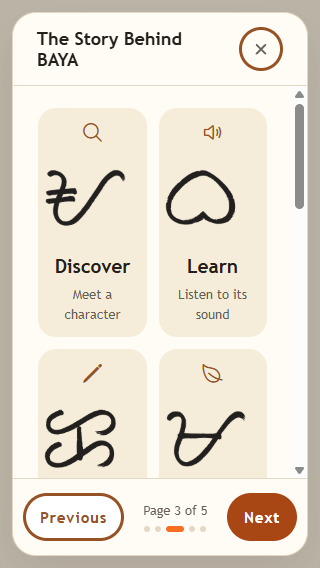 The Story Behind
BAYA
ᜀ
ᜊ
Discover
Meet a
character
Learn
Listen to its
sound
ᜃ
Previous
Page 3 of 5
Next